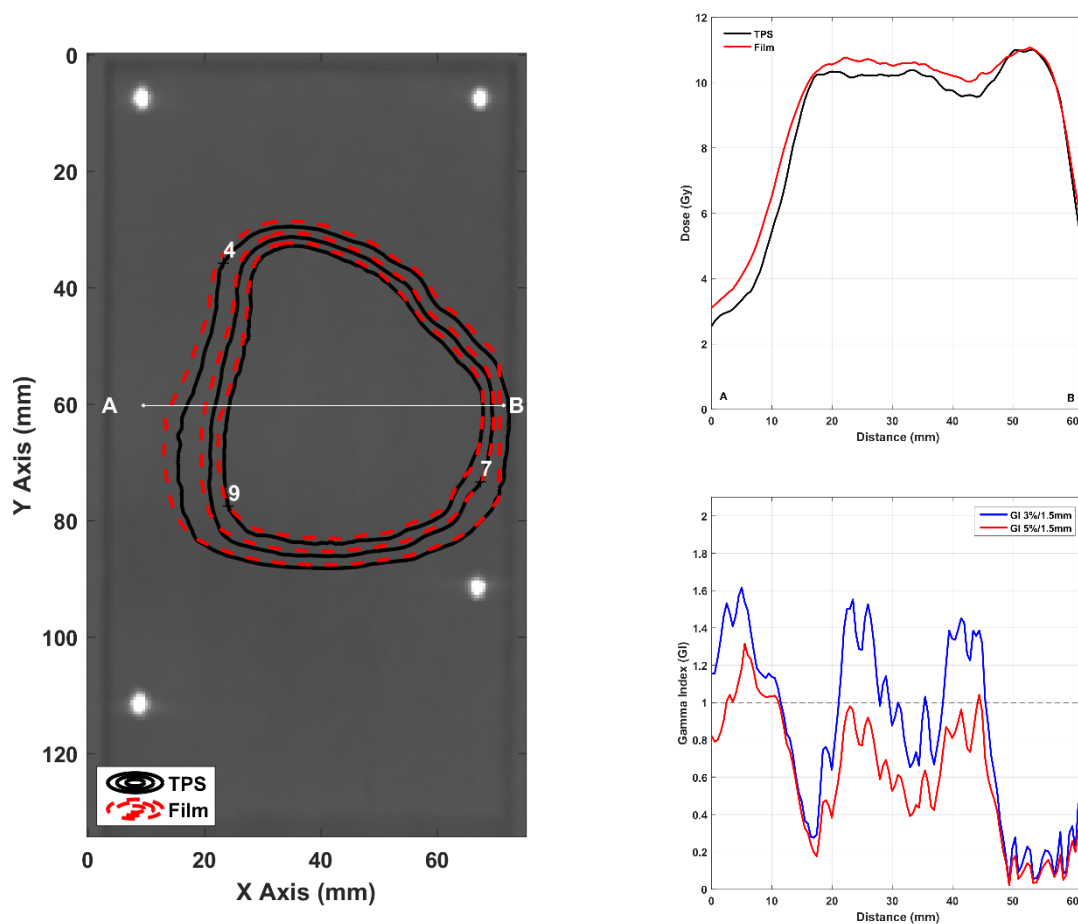 0
20
40
60
80
100
120
Y Axis (mm)
0
20
40
60
X Axis (mm)
4
A
B
7
9
TPS
Film
12
10
8
6
4
2
0
Dose (Gy)
TPS
Film
A
B
0
10
20
30
40
50
60
Distance (mm)
2
1.8
1.6
1.4
1.2
1
0.8
0.6
0.4
0.2
0
Gamma Index (GI)
GI 3%/1.5mm
GI 5%/1.5mm
0
10
20
30
40
50
60
Distance (mm)